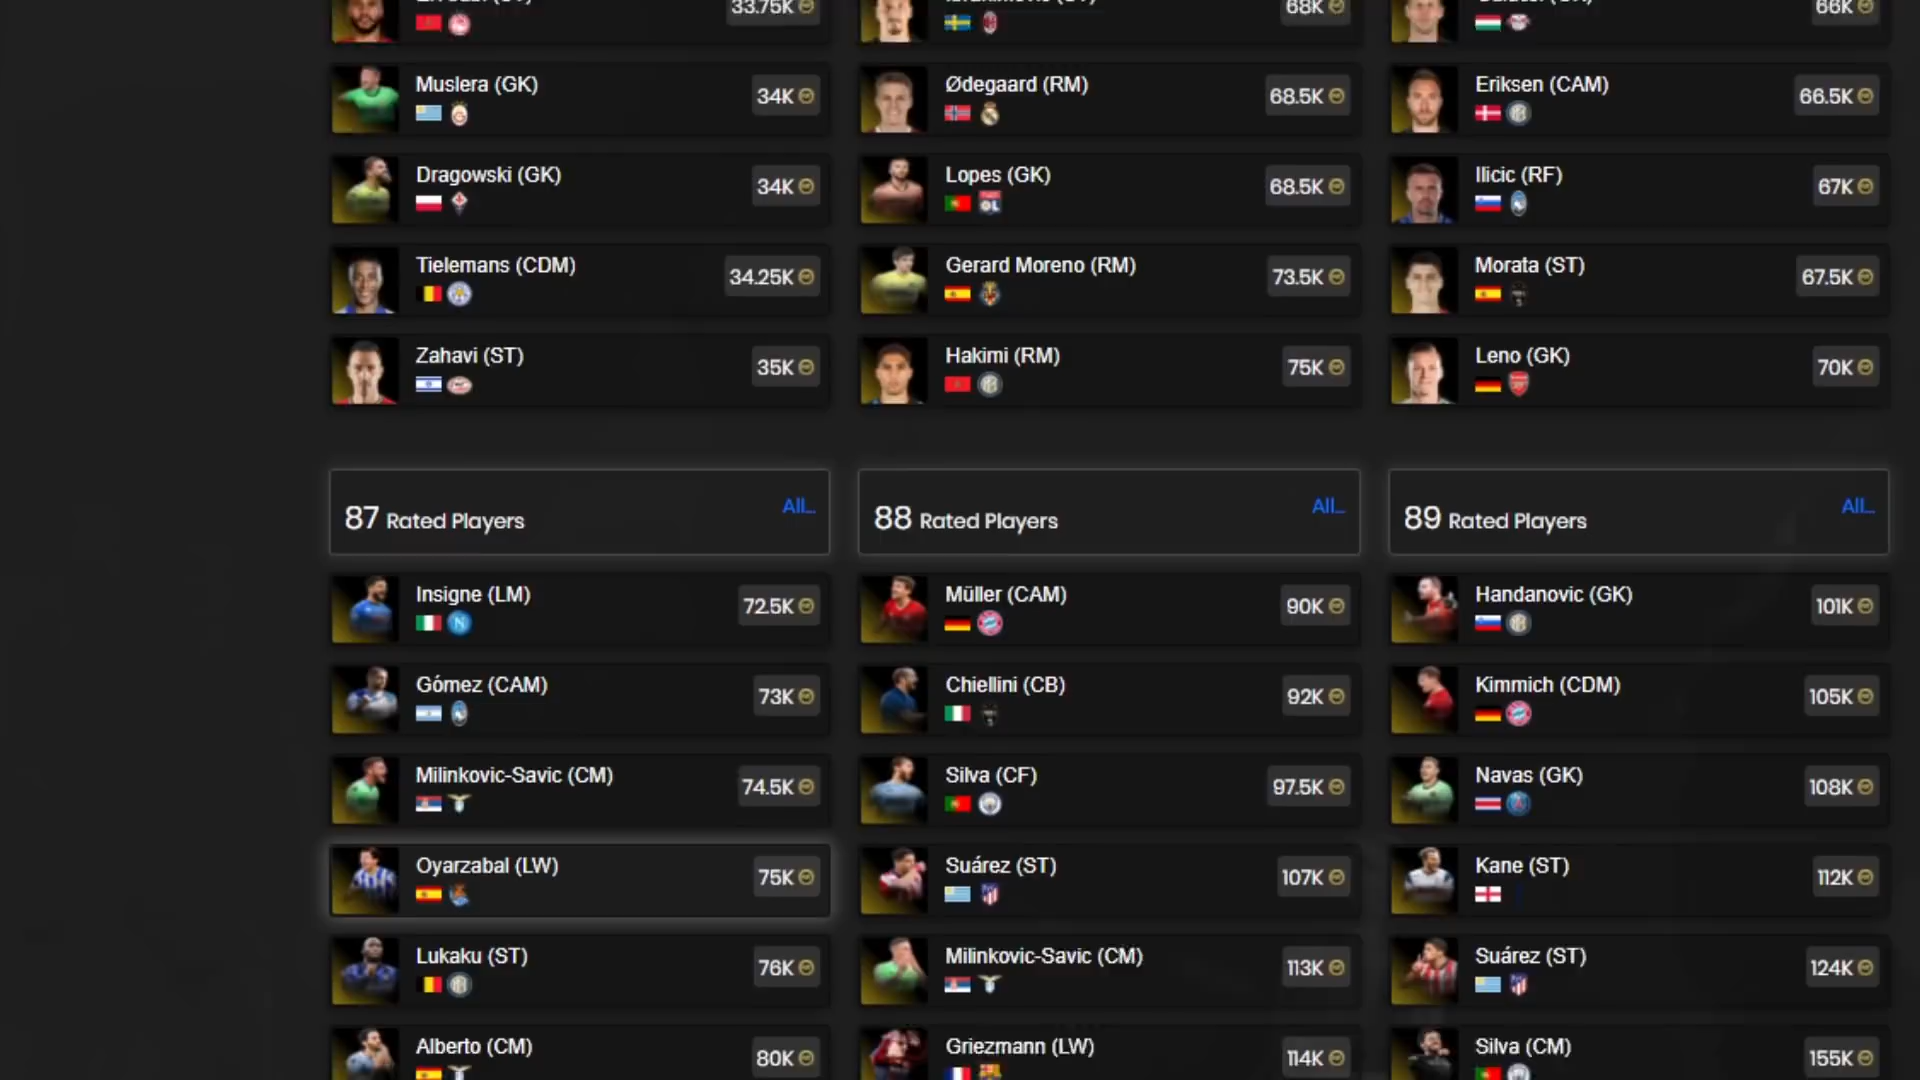 33.75K
68K
66K
Muslera (GK)
34K
Ødegaard (RM)
68.5K
Eriksen (CAM)
66.5K
Dragowski (GK)
34K
Lopes (GK)
68.5K
Ilicic (RF)
67K
Tielemans (CDM)
34.25K
Gerard Moreno (RM)
73.5K
Morata (ST)
67.5K
Zahavi (ST)
35K
Hakimi (RM)
75K
Leno (GK)
70K
87 Rated Players
All...
88 Rated Players
All...
89 Rated Players
All...
Insigne (LM)
72.5K
Müller (CAM)
90K
Handanovic (GK)
101K
Gómez (CAM)
73K
Chiellini (CB)
92K
Kimmich (CDM)
105K
Milinkovic-Savic (CM)
74.5K
Silva (CF)
97.5K
Navas (GK)
108K
Oyarzabal (LW)
75K
Suárez (ST)
107K
Kane (ST)
112K
Lukaku (ST)
76K
Milinkovic-Savic (CM)
113K
Suárez (ST)
124K
Alberto (CM)
80K
Griezmann (LW)
114K
Silva (CM)
155K